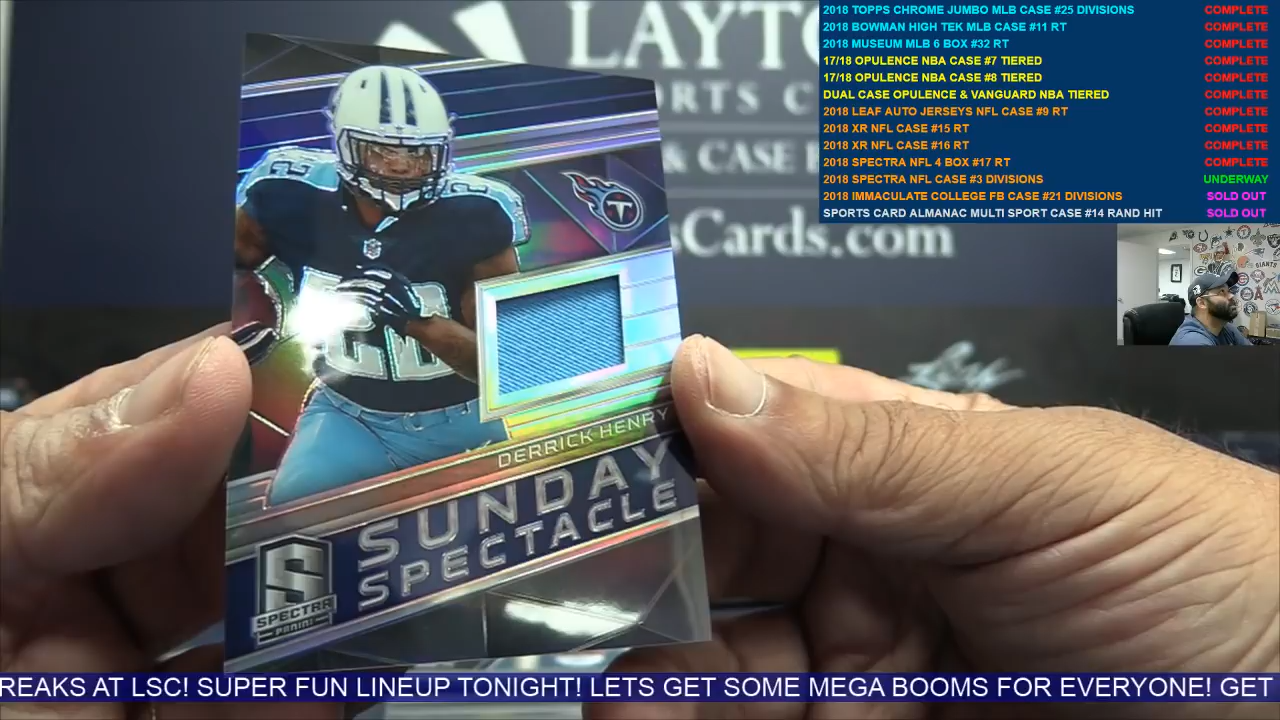 2018 TOPPS CHROME JUMBO MLB CASE #25 DIVISIONS COMPLETE
2018 BOWMAN HIGH TEK MLB CASE #11 RT COMPLETE
2018 MUSEUM MLB 6 BOX #32 RT COMPLETE
17/18 OPULENCE NBA CASE #7 TIERED COMPLETE
17/18 OPULENCE NBA CASE #8 TIERED COMPLETE
DUAL CASE OPULENCE & VANGUARD NBA TIERED COMPLETE
2018 LEAF AUTO JERSEYS NFL CASE #9 RT COMPLETE
2018 XR NFL CASE #15 RT COMPLETE
2018 XR NFL CASE #16 RT COMPLETE
2018 SPECTRA NFL 4 BOX #17 RT COMPLETE
2018 SPECTRA NFL CASE #3 DIVISIONS UNDERWAY
2018 IMMACULATE COLLEGE FB CASE #21 DIVISIONS SOLD OUT
SPORTS CARD ALMANAC MULTI SPORT CASE #14 RAND HIT SOLD OUT
LAYTO
RTS C
& CASE
sCards.com
Leaf
22
T
DERRICK HENRY
SUNDAY
SPECTACLE
S
SPECTRA
PANINI
REAKS AT LSC! SUPER FUN LINEUP TONIGHT! LETS GET SOME MEGA BOOMS FOR EVERYONE! GET